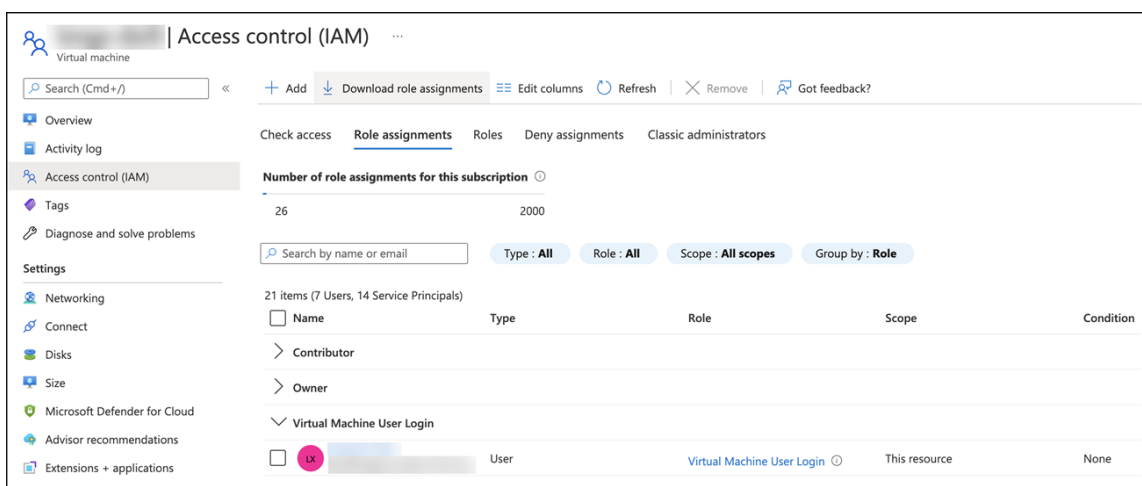 | Access control (IAM) ...
Virtual machine
Search (Cmd+/) «
Overview
Activity log
Access control (IAM)
Tags
Diagnose and solve problems
Settings
Networking
Connect
Disks
Size
Microsoft Defender for Cloud
Advisor recommendations
Extensions + applications
Add Download role assignments Edit columns Refresh Remove Got feedback?
Check access Role assignments Roles Deny assignments Classic administrators
Number of role assignments for this subscription
26 2000
Search by name or email Type : All Role : All Scope : All scopes Group by : Role
21 items (7 Users, 14 Service Principals)
Name Type Role Scope Condition
Contributor
Owner
Virtual Machine User Login
LX User Virtual Machine User Login This resource None